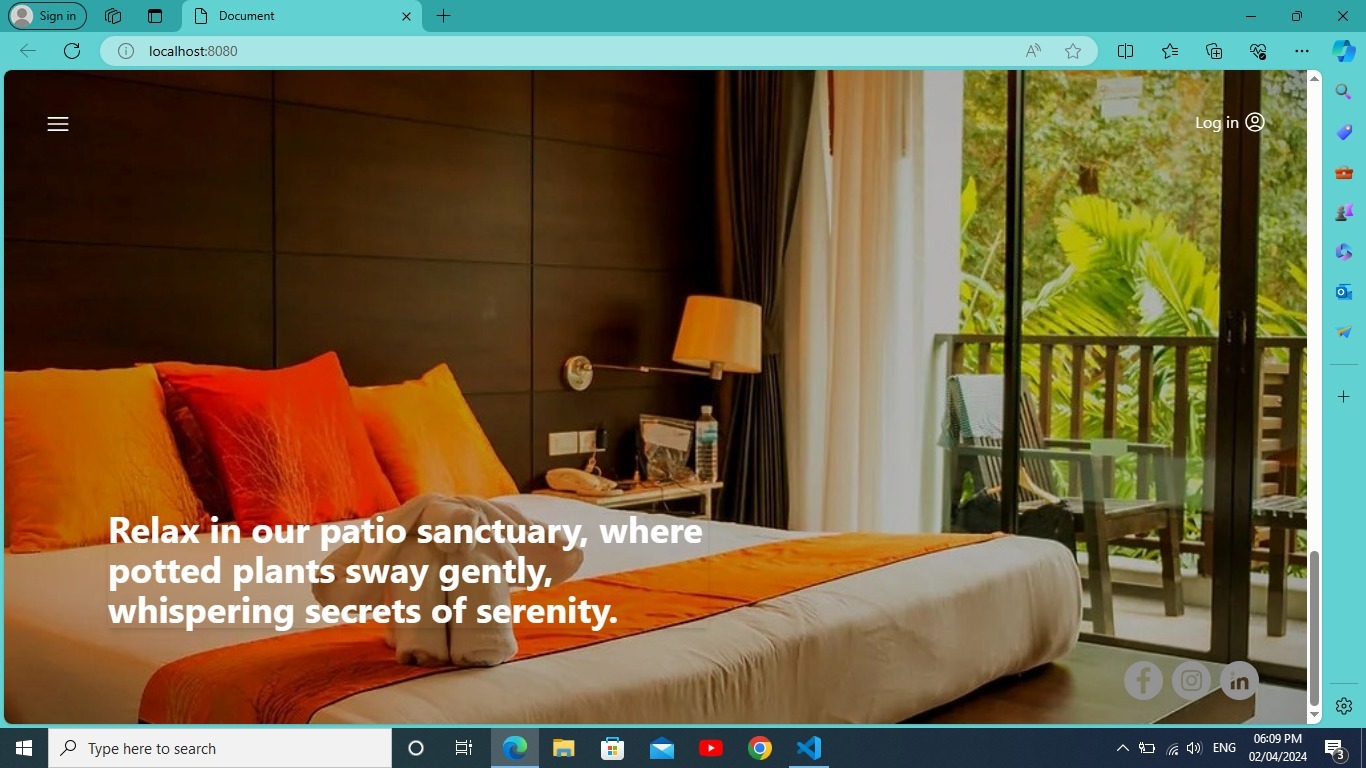 Sign in
Document
localhost:8080
Log in
Relax in our patio sanctuary, where
potted plants sway gently,
whispering secrets of serenity.
Type here to search
ENG
06:09 PM
02/04/2024
3